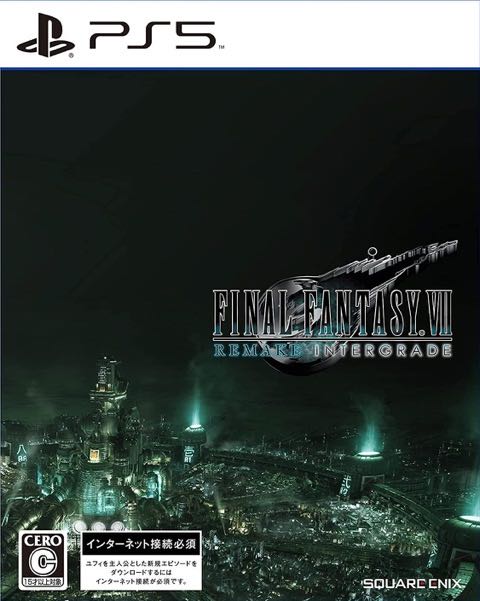 PS5
FINAL FANTASY VII
REMAKE INTERGRADE
八番
CERO
C
15才以上対象
インターネット接続必須
ユフィを主人公とした新規エピソードを
ダウンロードするには
インターネット接続が必須です。
SQUARE ENIX